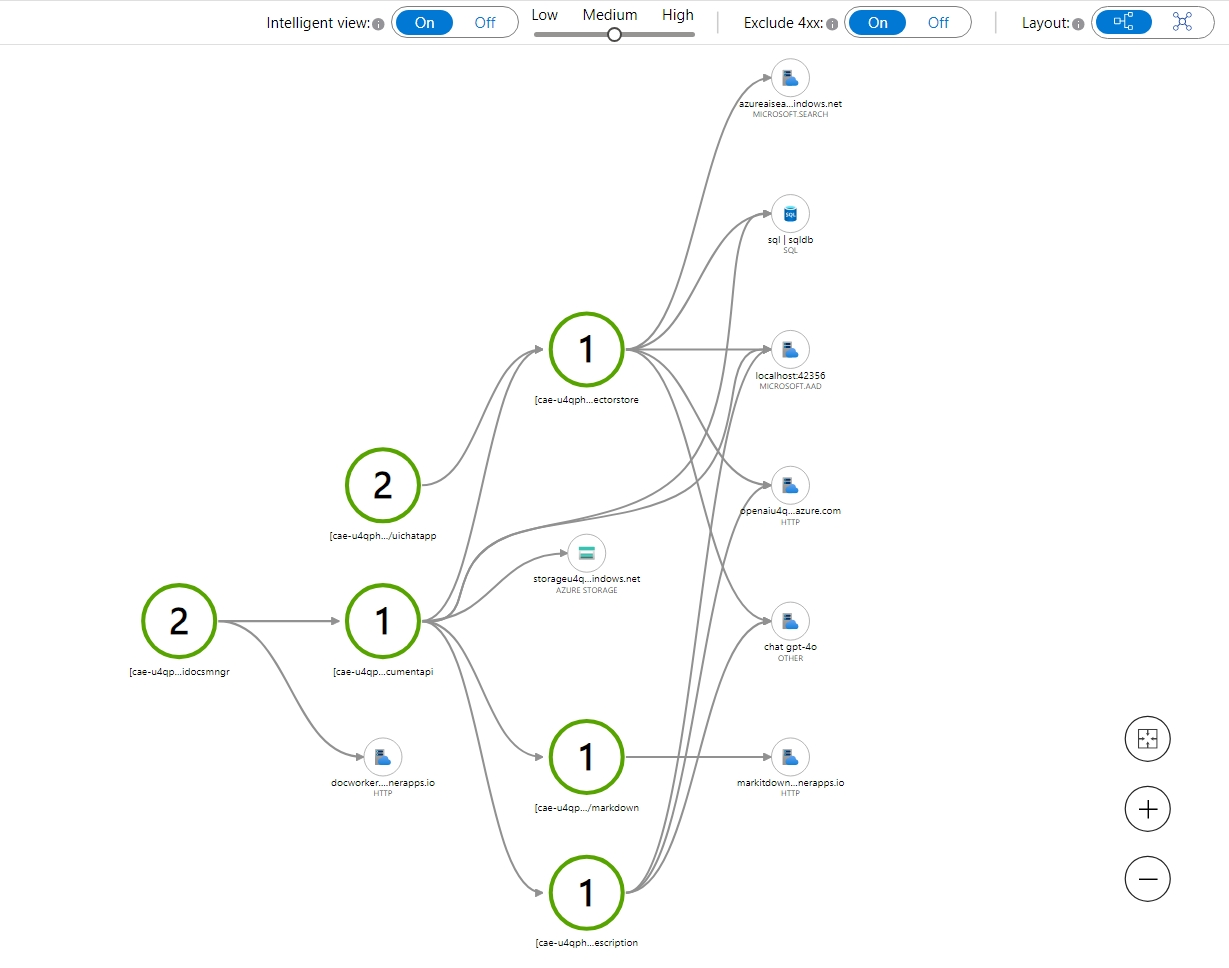 Intelligent view: On Off Low Medium High Exclude 4xx: On Off Layout:
azureaisea...indows.net
MICROSOFT.SEARCH
SQL
sql | sqldb
SQL
1
[cae-u4qph...ectorstore
localhost:42356
MICROSOFT.AAD
2
[cae-u4qph.../uichatapp
openaiu4q...azure.com
HTTP
storageu4q...indows.net
AZURE STORAGE
2
[cae-u4qp...idocsmngr
1
[cae-u4qp...cumentapi
chat gpt-4o
OTHER
docworker....nerapps.io
HTTP
1
[cae-u4qp.../markdown
markitdown...nerapps.io
HTTP
1
[cae-u4qph...escription